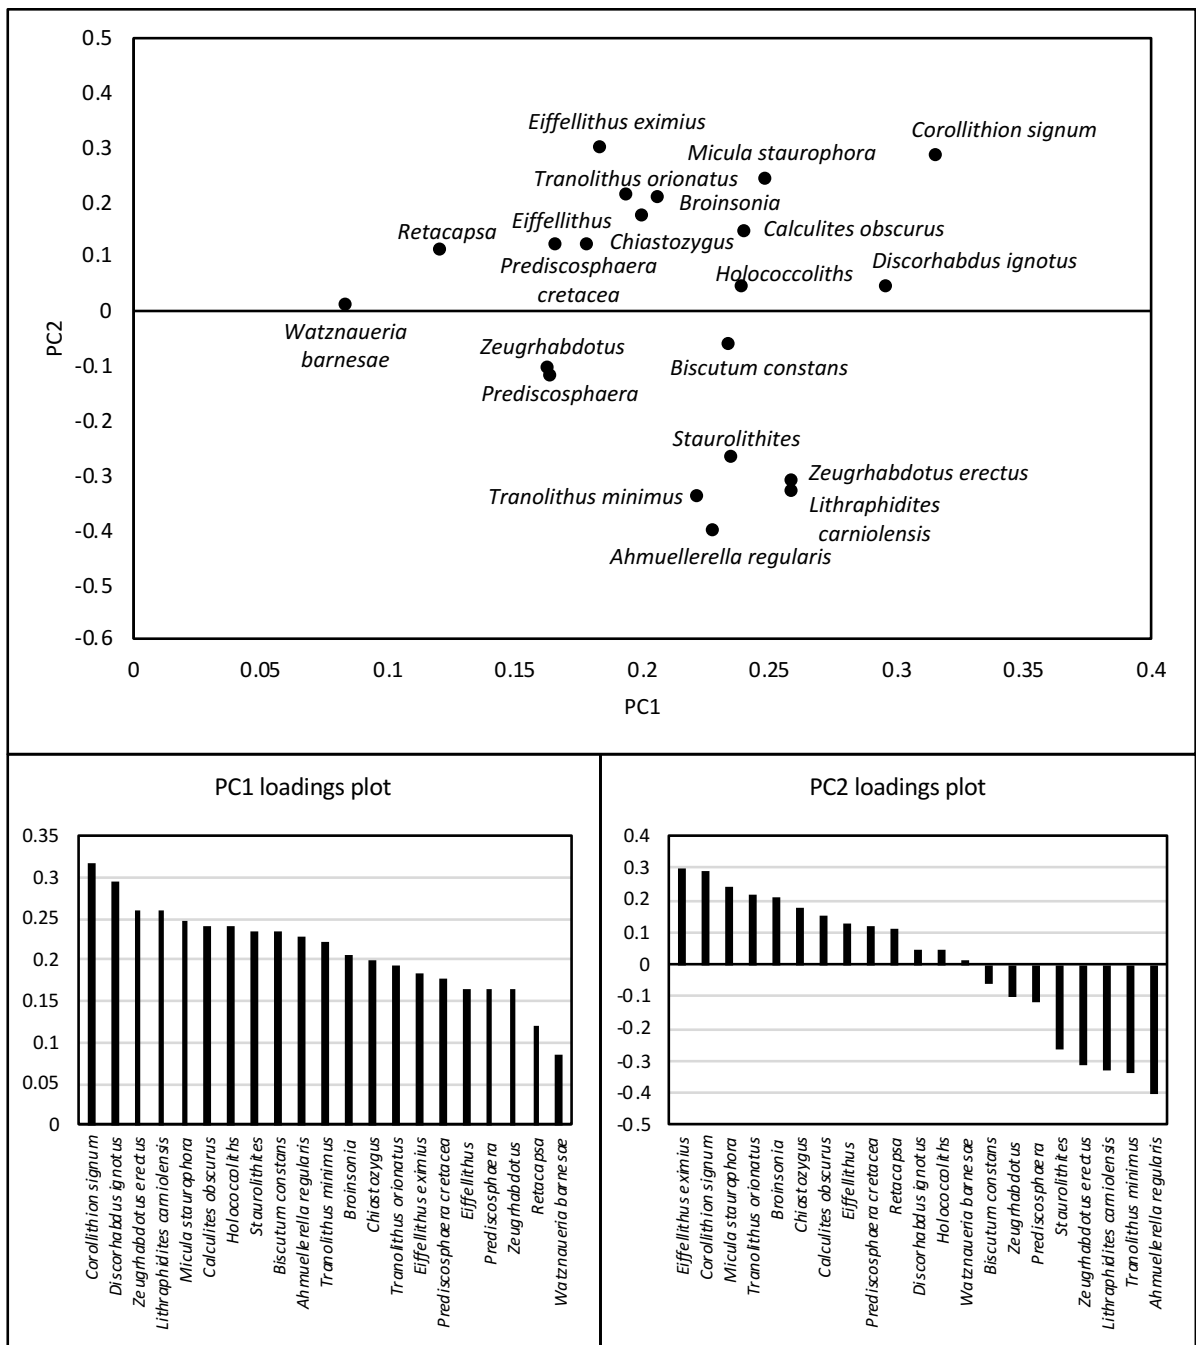 0.5
0.4
0.3
0.2
0.1
0
-0.1
-0.2
-0.3
-0.4
-0.5
-0.6
PC2
Eiffellithus eximius
Corollithion signum
Micula staurophora
Tranolithus orionatus
Broinsonia
Retacapsa
Eiffellithus
Chiastozygus
Calculites obscurus
Prediscosphaera
cretacea
Holococcoliths
Discorhabdus ignotus
Watznaueria
barnesae
Zeugrhabdotus
Prediscosphaera
Biscutum constans
Staurolithites
Zeugrhabdotus erectus
Tranolithus minimus
Lithraphidites
carniolensis
Ahmuellerella regularis
0
0.05
0.1
0.15
0.2
0.25
0.3
0.35
0.4
PC1
PC1 loadings plot
0.35
0.3
0.25
0.2
0.15
0.1
0.05
0
Corollithion signum
Discorhabdus ignotus
Zeugrhabdotus erectus
Lithraphidites carniolensis
Micula staurophora
Calculites obscurus
Holococcoliths
Staurolithites
Biscutum constans
Ahmuellerella regularis
Tranolithus minimus
Broinsonia
Chiastozygus
Tranolithus orionatus
Eiffellithus eximius
Prediscosphaera cretacea
Eiffellithus
Prediscosphaera
Zeugrhabdotus
Retacapsa
Watznaueria barnesae
PC2 loadings plot
0.4
0.3
0.2
0.1
0
-0.1
-0.2
-0.3
-0.4
-0.5
Eiffellithus eximius
Corollithion signum
Micula staurophora
Tranolithus orionatus
Broinsonia
Chiastozygus
Calculites obscurus
Eiffellithus
Prediscosphaera cretacea
Retacapsa
Discorhabdus ignotus
Holococcoliths
Watznaueria barnesae
Biscutum constans
Zeugrhabdotus
Prediscosphaera
Staurolithites
Zeugrhabdotus erectus
Lithraphidites carniolensis
Tranolithus minimus
Ahmuellerella regularis